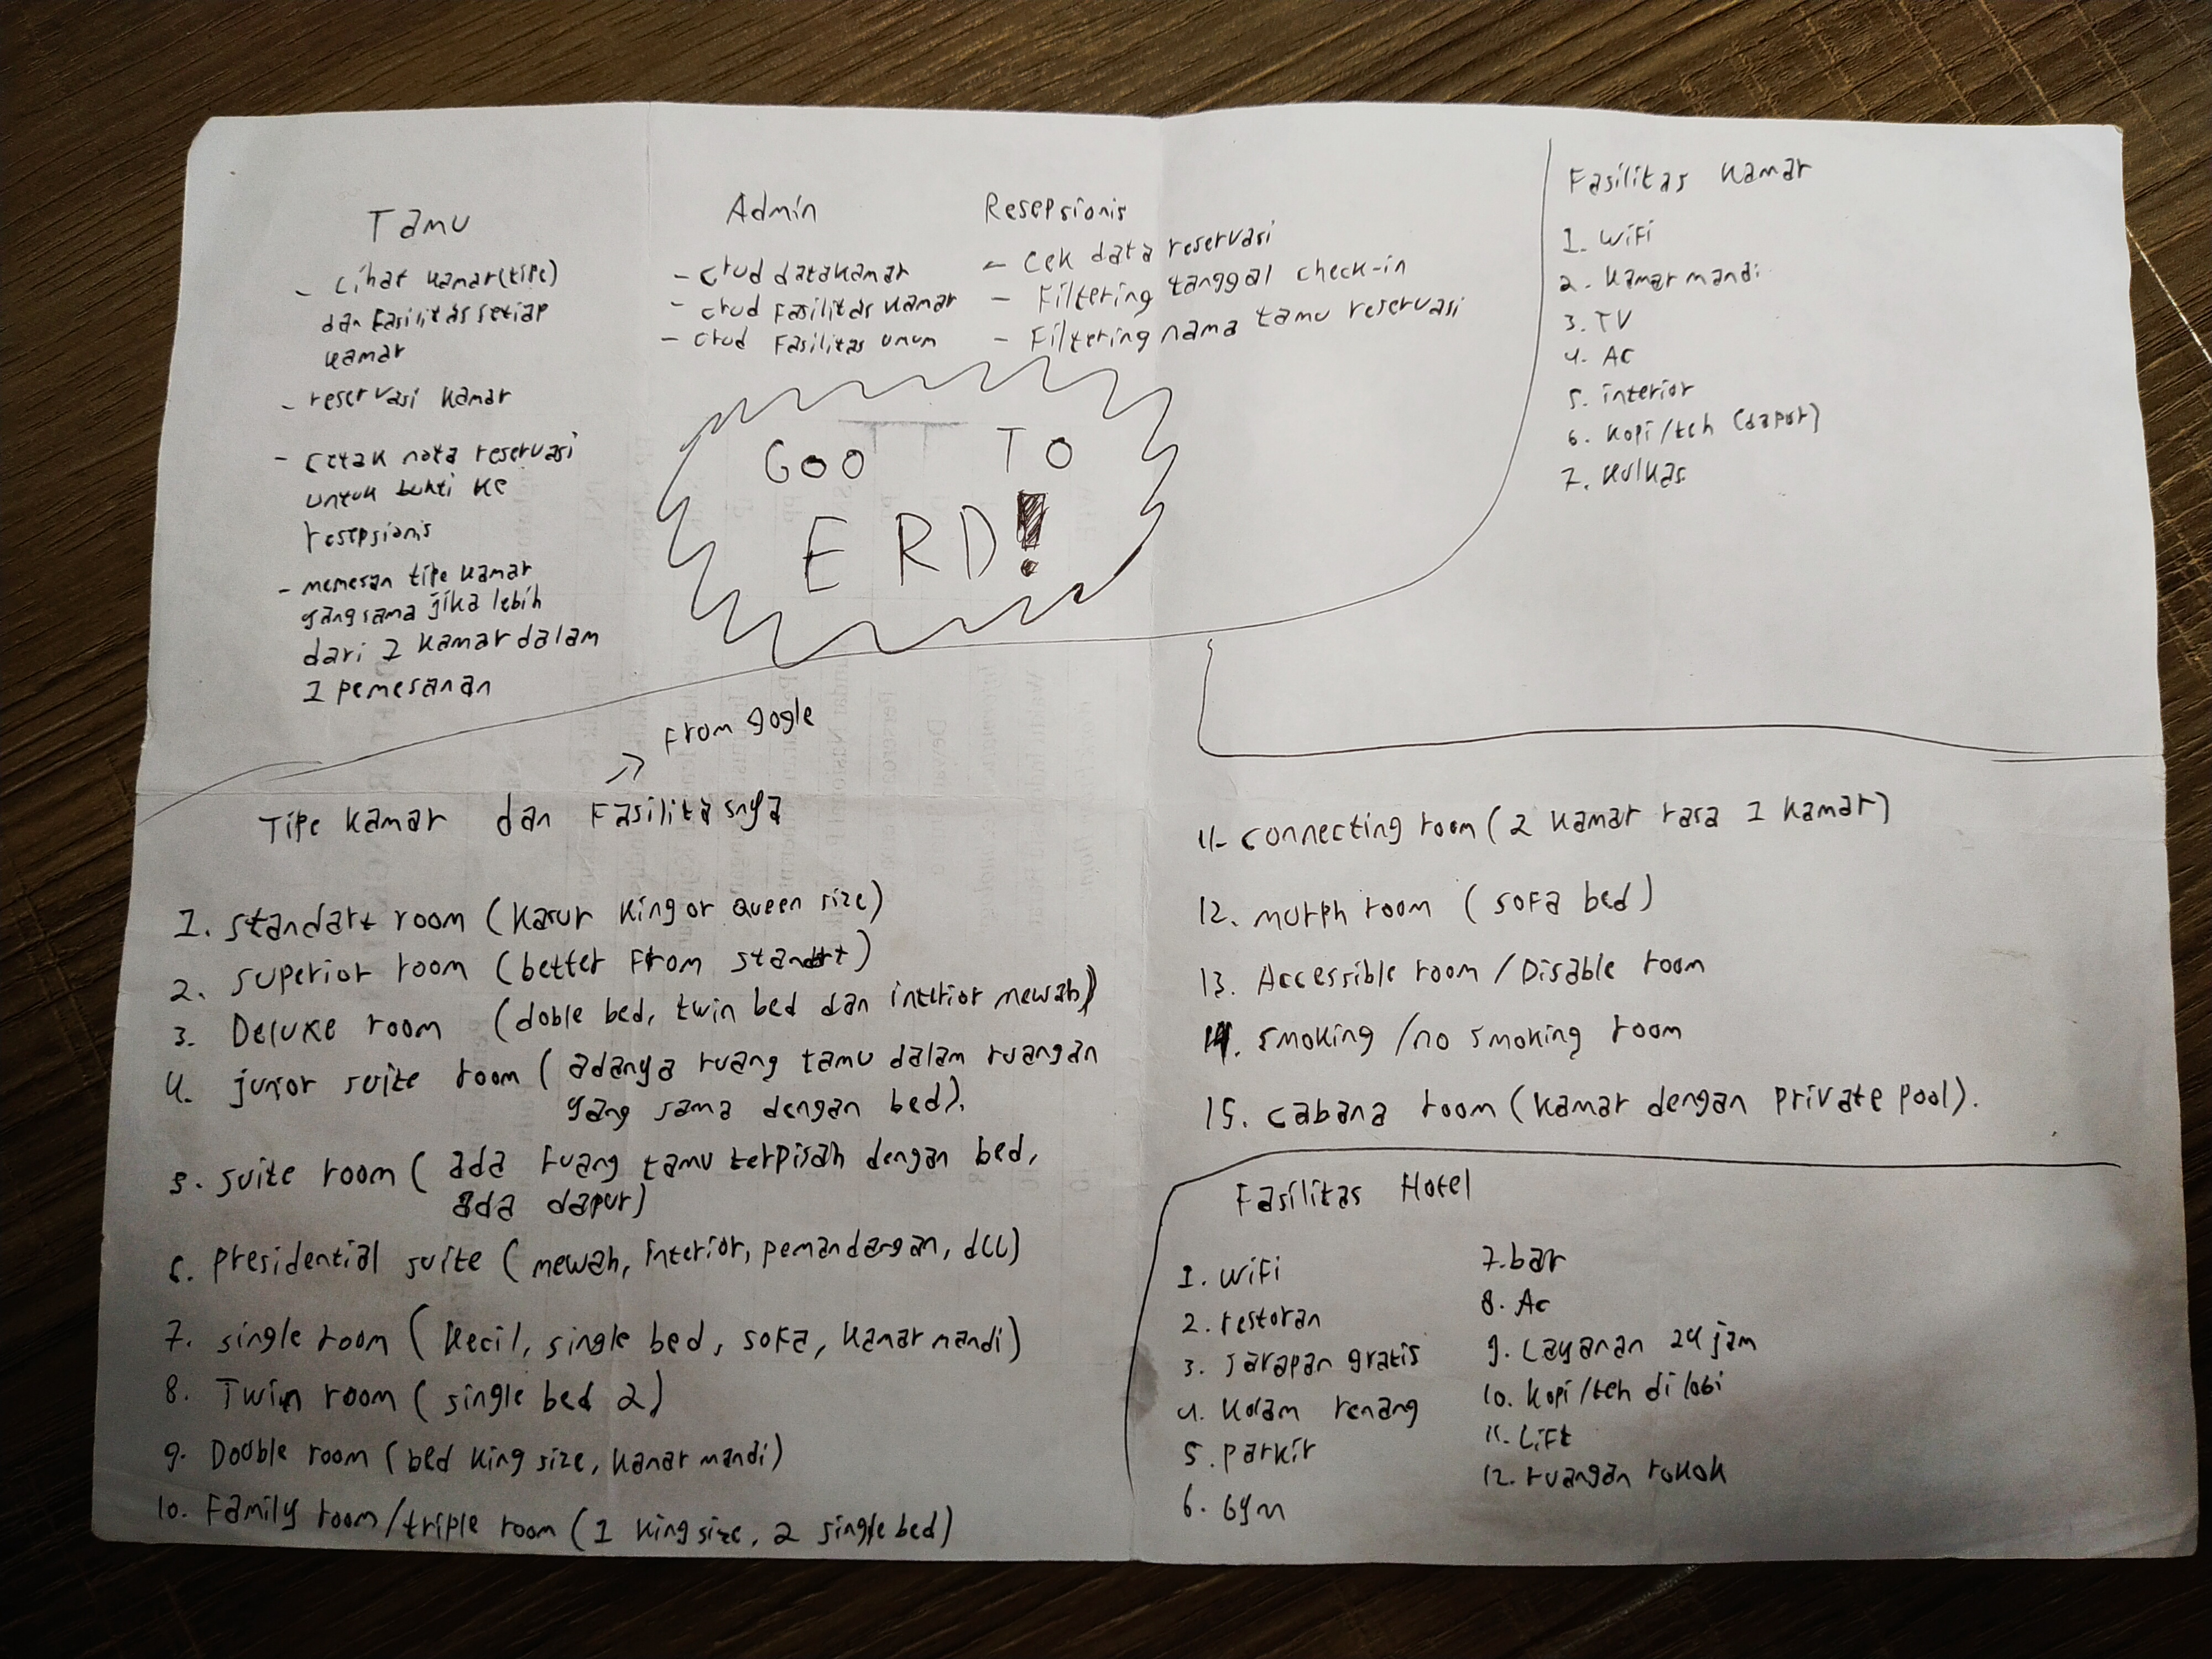 Tamu
- Lihat kamar(tipe)
dan Fasilitas setiap
kamar
- reservasi kamar
- cetak nota reservasi
untuk bukti ke
resepsionis
- memesan tipe kamar
yang sama jika lebih
dari 1 kamar dalam
1 pemesanan
Admin
- crud datakamar
- crud Fasilitas kamar
- crud Fasilitas umum
Resepsionis
- Cek data reservasi
- Filtering tanggal check-in
- Filtering nama tamu reservasi
GOO TO
ERD!
Fasilitas kamar
1. WiFi
2. kamar mandi
3. TV
4. AC
5. interior
6. kopi/teh (dapur)
7. kulkas
From gogle
Tipe kamar dan Fasilitasnya
1. standart room (kasur king or queen size)
2. superior room (better From standart)
3. Deluxe room (doble bed, twin bed dan interior mewah)
4. junior suite room (adanya ruang tamu dalam ruangan
yang sama dengan bed).
5. suite room (ada ruang tamu terpisah dengan bed,
ada dapur)
6. presidential suite (mewah, interior, pemandangan, dll)
7. single room (kecil, single bed, sofa, kamar mandi)
8. Twin room (single bed 2)
9. Double room (bed king size, kamar mandi)
10. Family room/triple room (1 king size, 2 single bed)
11. connecting room (2 kamar rasa 1 kamar)
12. murph room (sofa bed)
13. Accessible room / Disable room
14. smoking /no smoking room
15. cabana room (kamar dengan private pool).
Fasilitas Hotel
1. WiFi
2. restoran
3. sarapan gratis
4. kolam renang
5. parkir
6. Gym
7. bar
8. Ac
9. Layanan 24 jam
10. kopi/teh di lobi
11. Lift
12. ruangan rokok